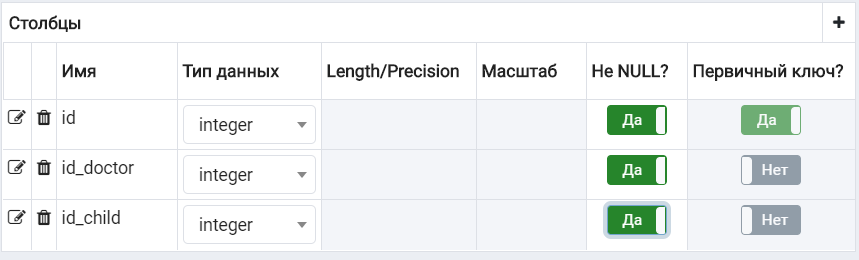 Столбцы +
Имя Тип данных Length/Precision Масштаб Не NULL? Первичный ключ?
id integer Да Да
id_doctor integer Да Нет
id_child integer Да Нет